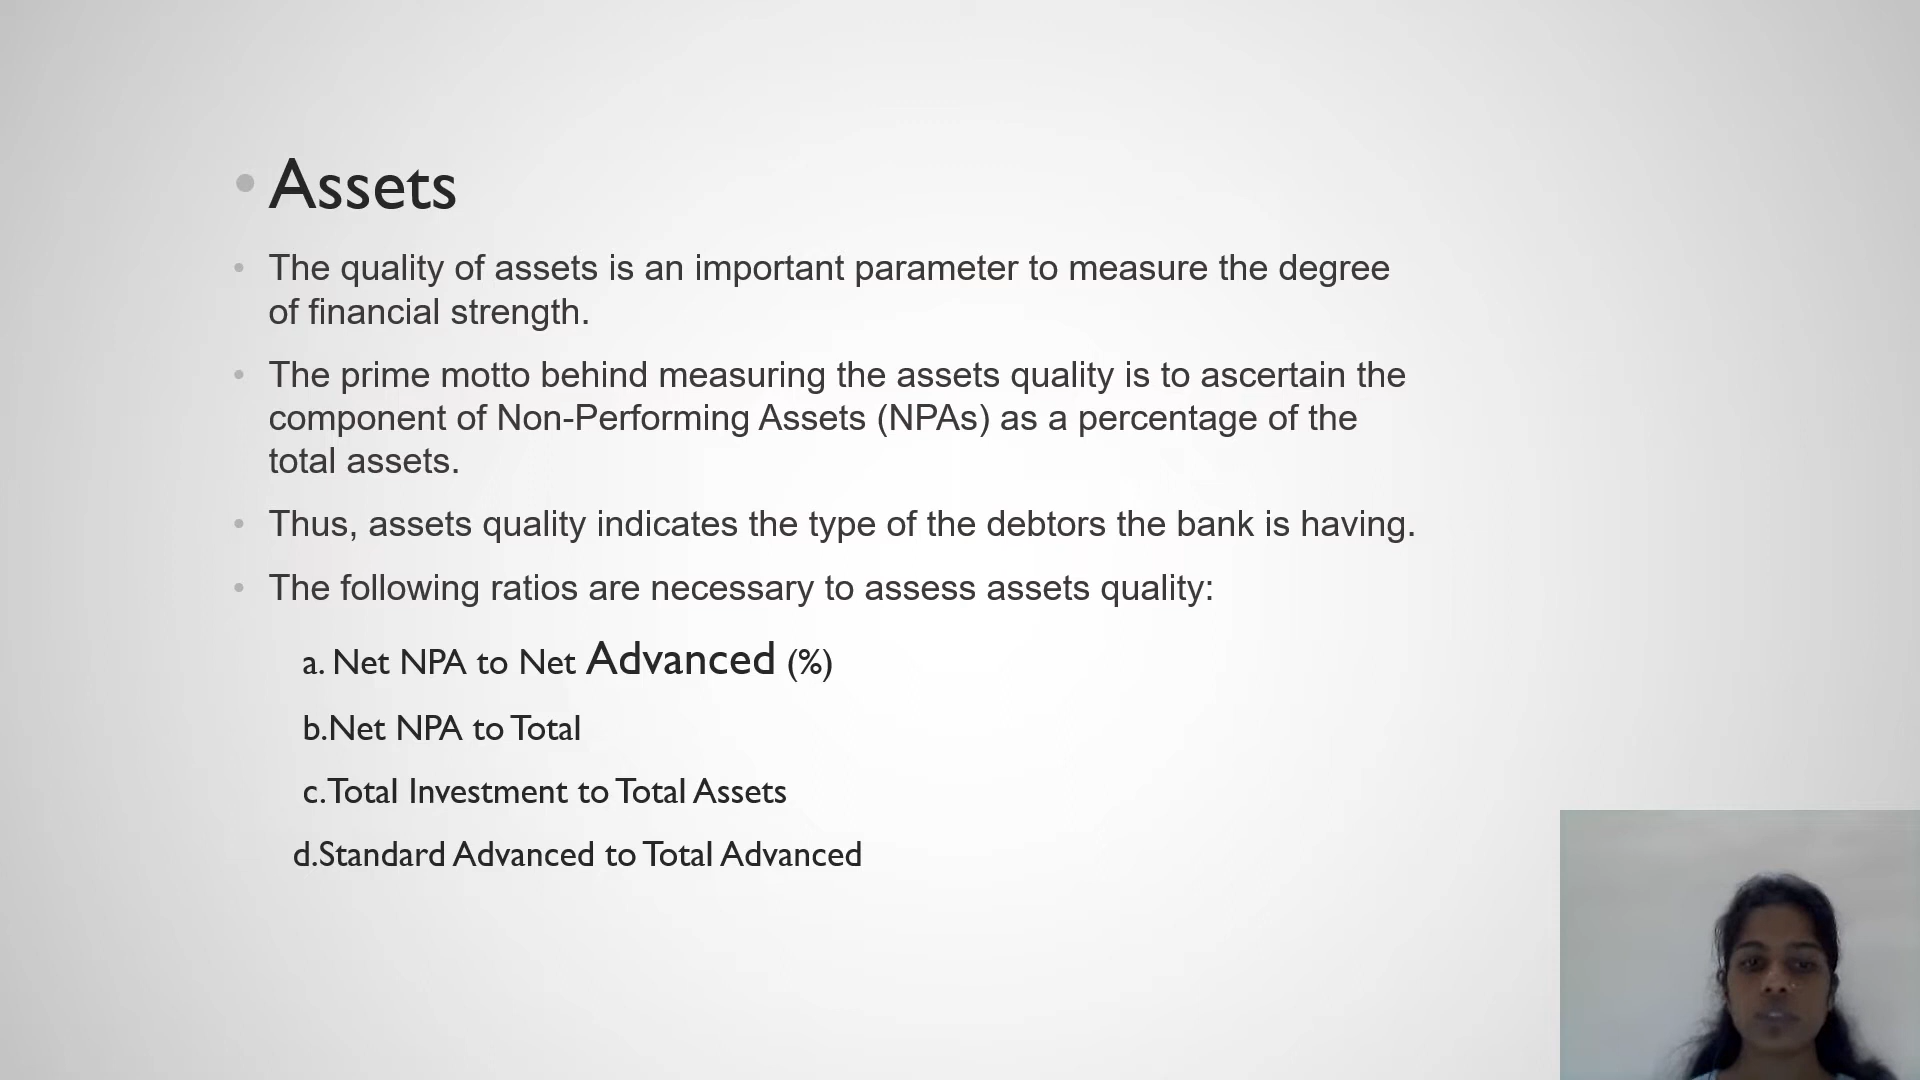 • Assets
• The quality of assets is an important parameter to measure the degree
of financial strength.
• The prime motto behind measuring the assets quality is to ascertain the
component of Non-Performing Assets (NPAs) as a percentage of the
total assets.
• Thus, assets quality indicates the type of the debtors the bank is having.
• The following ratios are necessary to assess assets quality:
a. Net NPA to Net Advanced (%)
b.Net NPA to Total
c.Total Investment to Total Assets
d.Standard Advanced to Total Advanced